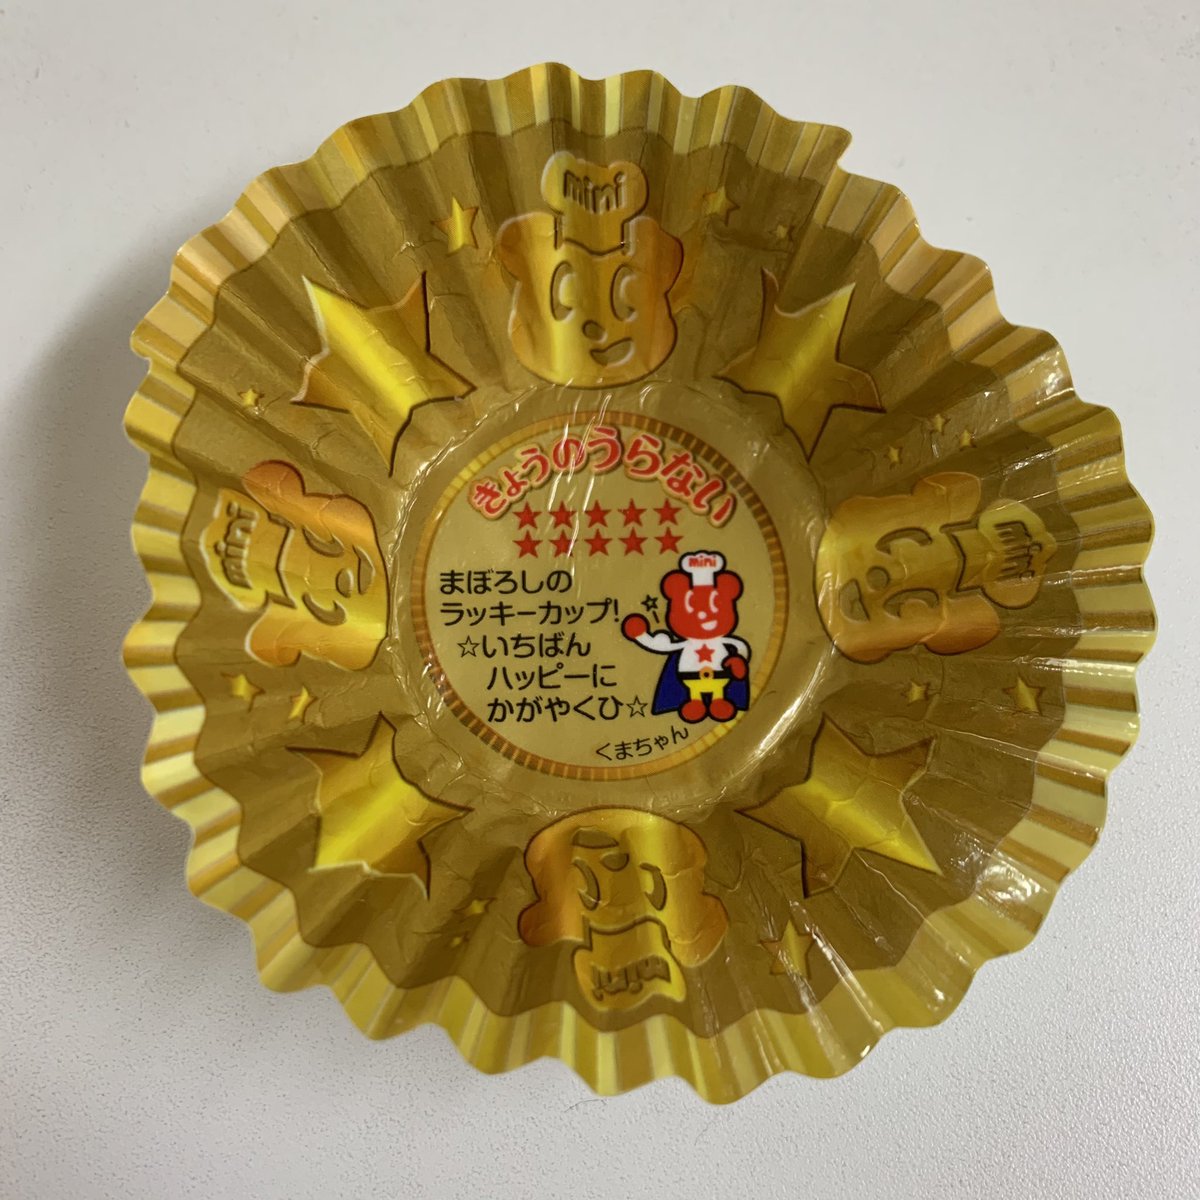 mini
きょうのうらない
★★★★★
★★★★★
mini
まぼろしの
ラッキーカップ!
☆いちばん
ハッピーに
かがやくひ☆
くまちゃん
mini
mini
mini